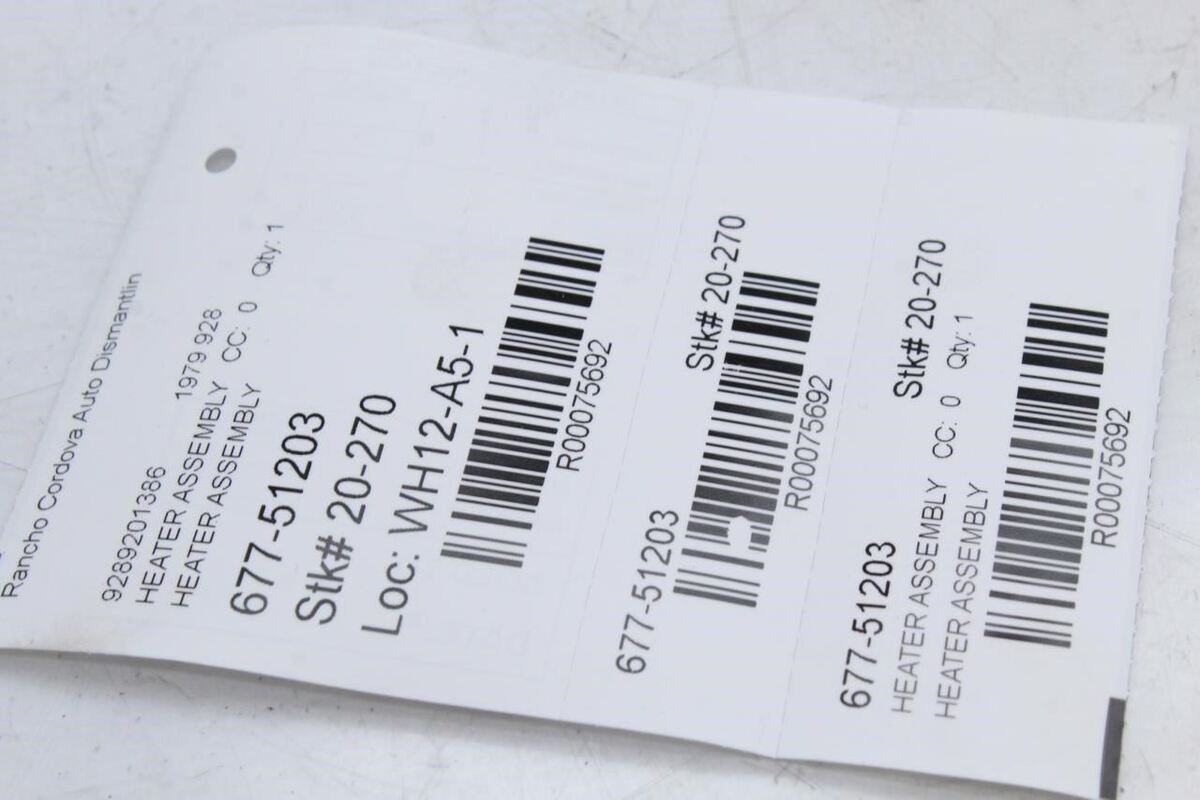 Rancho Cordova Auto Dismantlin
9289201386
HEATER ASSEMBLY 1979 928
HEATER ASSEMBLY CC: 0 Qty: 1
677-51203
Stk# 20-270
Loc: WH12-A5-1
R00075692
677-51203 Stk# 20-270
R00075692
677-51203 Stk# 20-270
HEATER ASSEMBLY CC: 0 Qty: 1
HEATER ASSEMBLY
R00075692